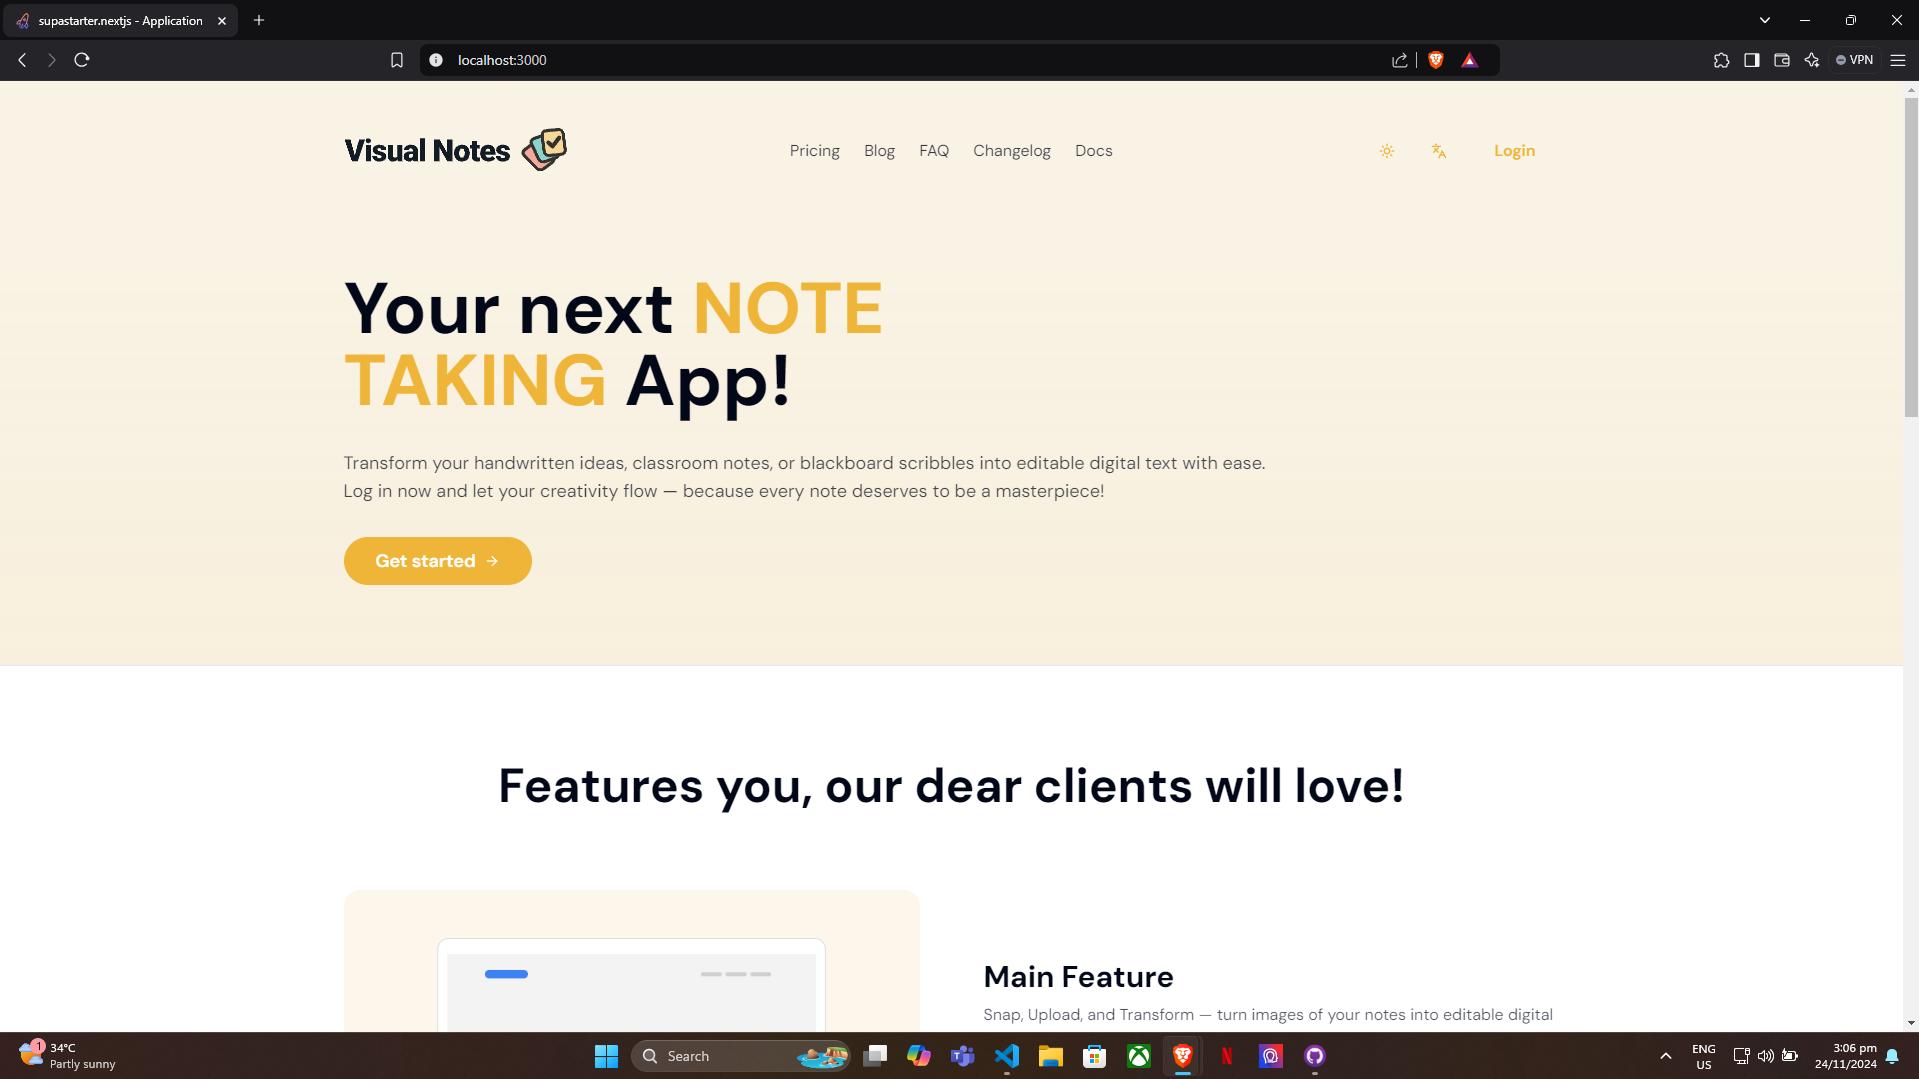 supastarter.nextjs - Application
localhost:3000
VPN
Visual Notes
Pricing Blog FAQ Changelog Docs
Login
Your next NOTE
TAKING App!
Transform your handwritten ideas, classroom notes, or blackboard scribbles into editable digital text with ease.
Log in now and let your creativity flow — because every note deserves to be a masterpiece!
Get started →
Features you, our dear clients will love!
Main Feature
Snap, Upload, and Transform — turn images of your notes into editable digital
1
34°C
Partly sunny
Search
ENG
US
3:06 pm
24/11/2024